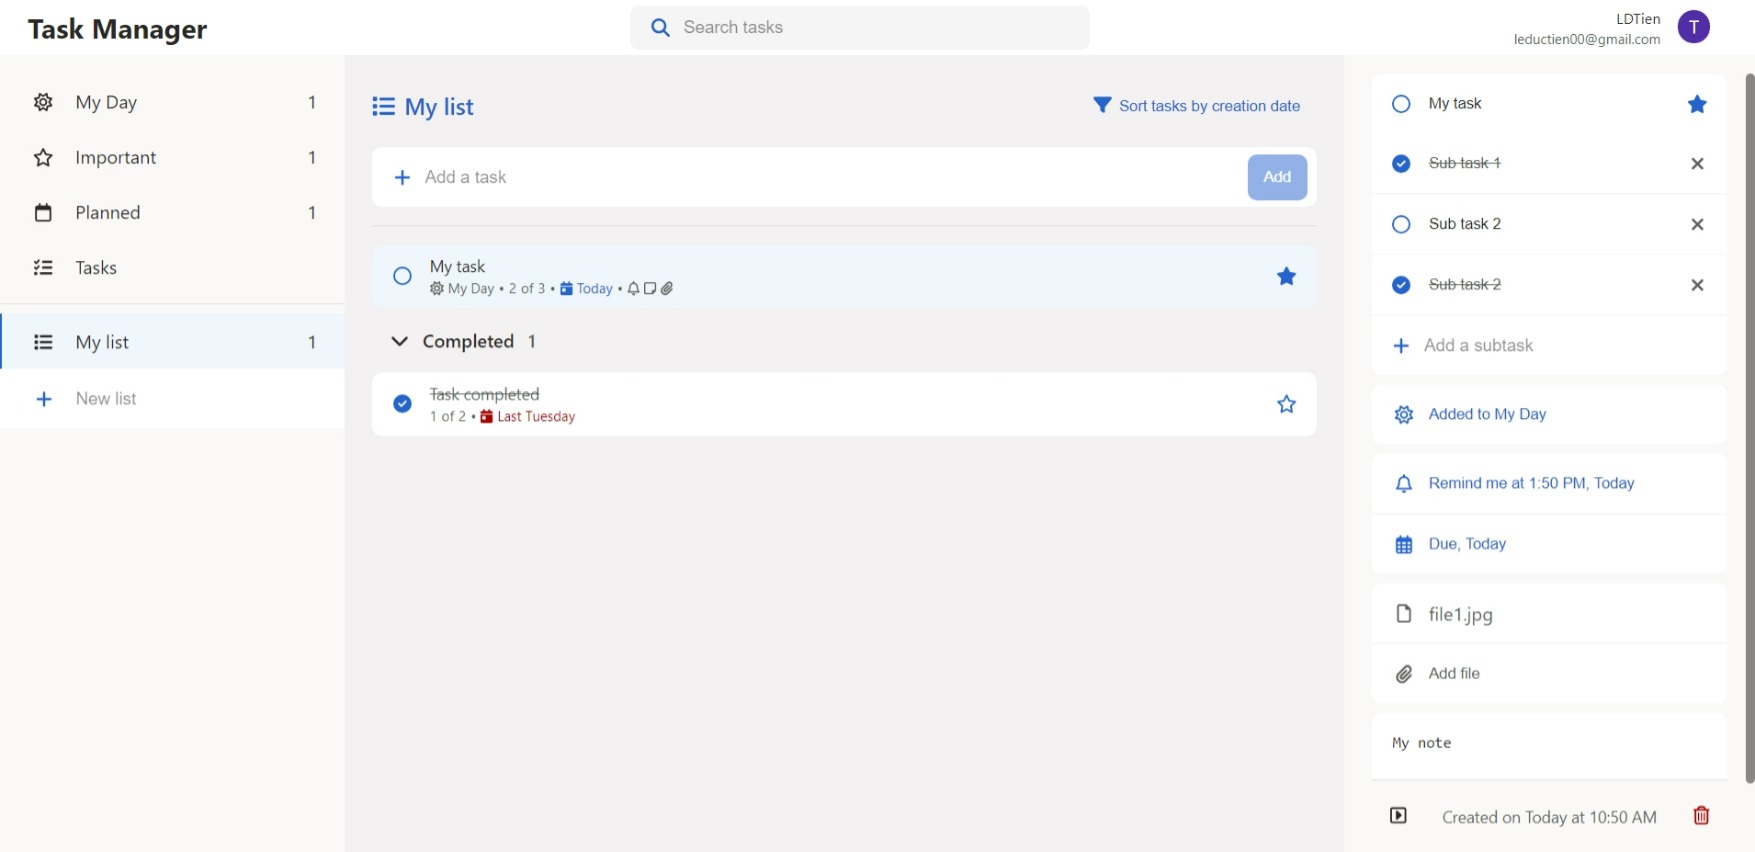 Task Manager
Search tasks
LDTien
leductien00@gmail.com
T
My Day 1
Important 1
Planned 1
Tasks
My list 1
New list
My list
Sort tasks by creation date
Add a task
Add
My task
My Day • 2 of 3 • Today •
Completed 1
Task completed
1 of 2 • Last Tuesday
My task
Sub task 1
Sub task 2
Sub task 2
Add a subtask
Added to My Day
Remind me at 1:50 PM, Today
Due, Today
file1.jpg
Add file
My note
Created on Today at 10:50 AM